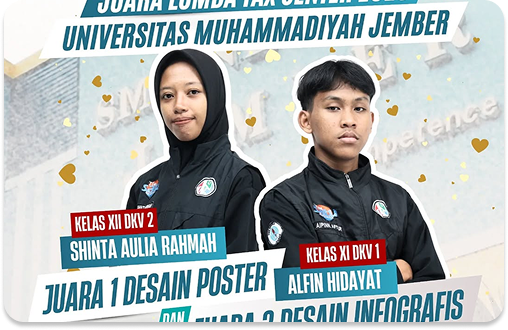 JUARA LOMBA TAX CENTER
UNIVERSITAS MUHAMMADIYAH JEMBER
KELAS XII DKV 2
SHINTA AULIA RAHMAH
KELAS XI DKV 1
ALFIN HIDAYAT
JUARA 1 DESAIN POSTER
DAN
JUARA 2 DESAIN INFOGRAFIS